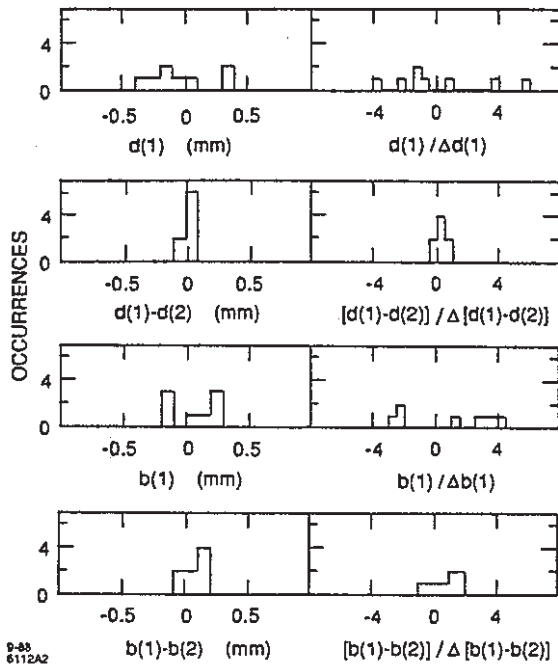 OCCURRENCES
4
0
-0.5 0 0.5
d(1) (mm)
-4 0 4
d(1) /Δd(1)
4
0
-0.5 0 0.5
d(1)-d(2) (mm)
-4 0 4
[d(1)-d(2)] / Δ [d(1)-d(2)]
4
0
-0.5 0 0.5
b(1) (mm)
-4 0 4
b(1) /Δb(1)
4
0
-0.5 0 0.5
b(1)-b(2) (mm)
-4 0 4
[b(1)-b(2)] / Δ [b(1)-b(2)]
9-88
6112A2